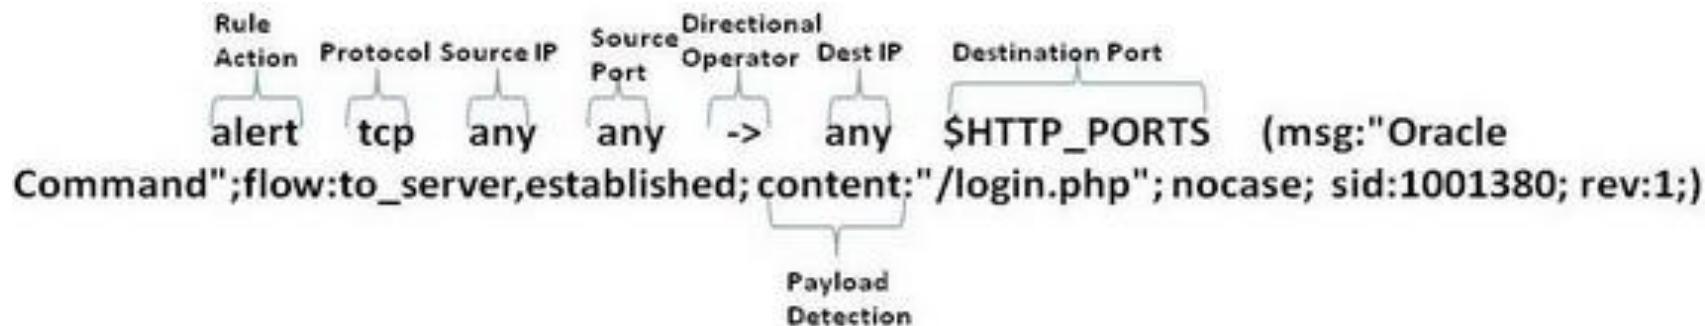 Rule Action
Protocol
Source IP
Source Port
Directional Operator
Dest IP
Destination Port
alert tcp any any -> any $HTTP_PORTS (msg:"Oracle
Command";flow:to_server,established; content:"/login.php"; nocase; sid:1001380; rev:1;)
Payload
Detection